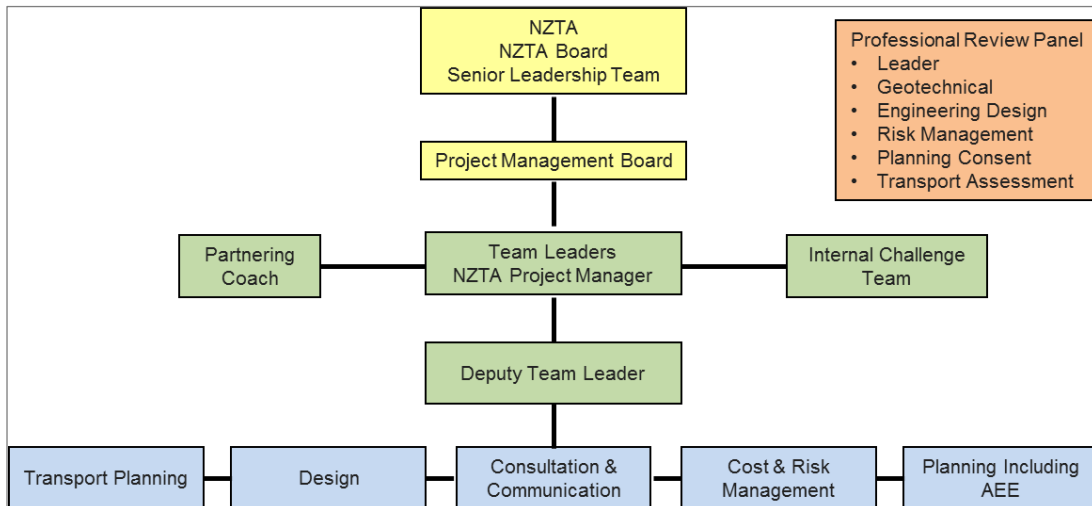 NZTA
NZTA Board
Senior Leadership Team
Professional Review Panel
• Leader
• Geotechnical
• Engineering Design
• Risk Management
• Planning Consent
• Transport Assessment
Project Management Board
Partnering
Coach
Team Leaders
NZTA Project Manager
Internal Challenge
Team
Deputy Team Leader
Transport Planning
Design
Consultation &
Communication
Cost & Risk
Management
Planning Including
AEE